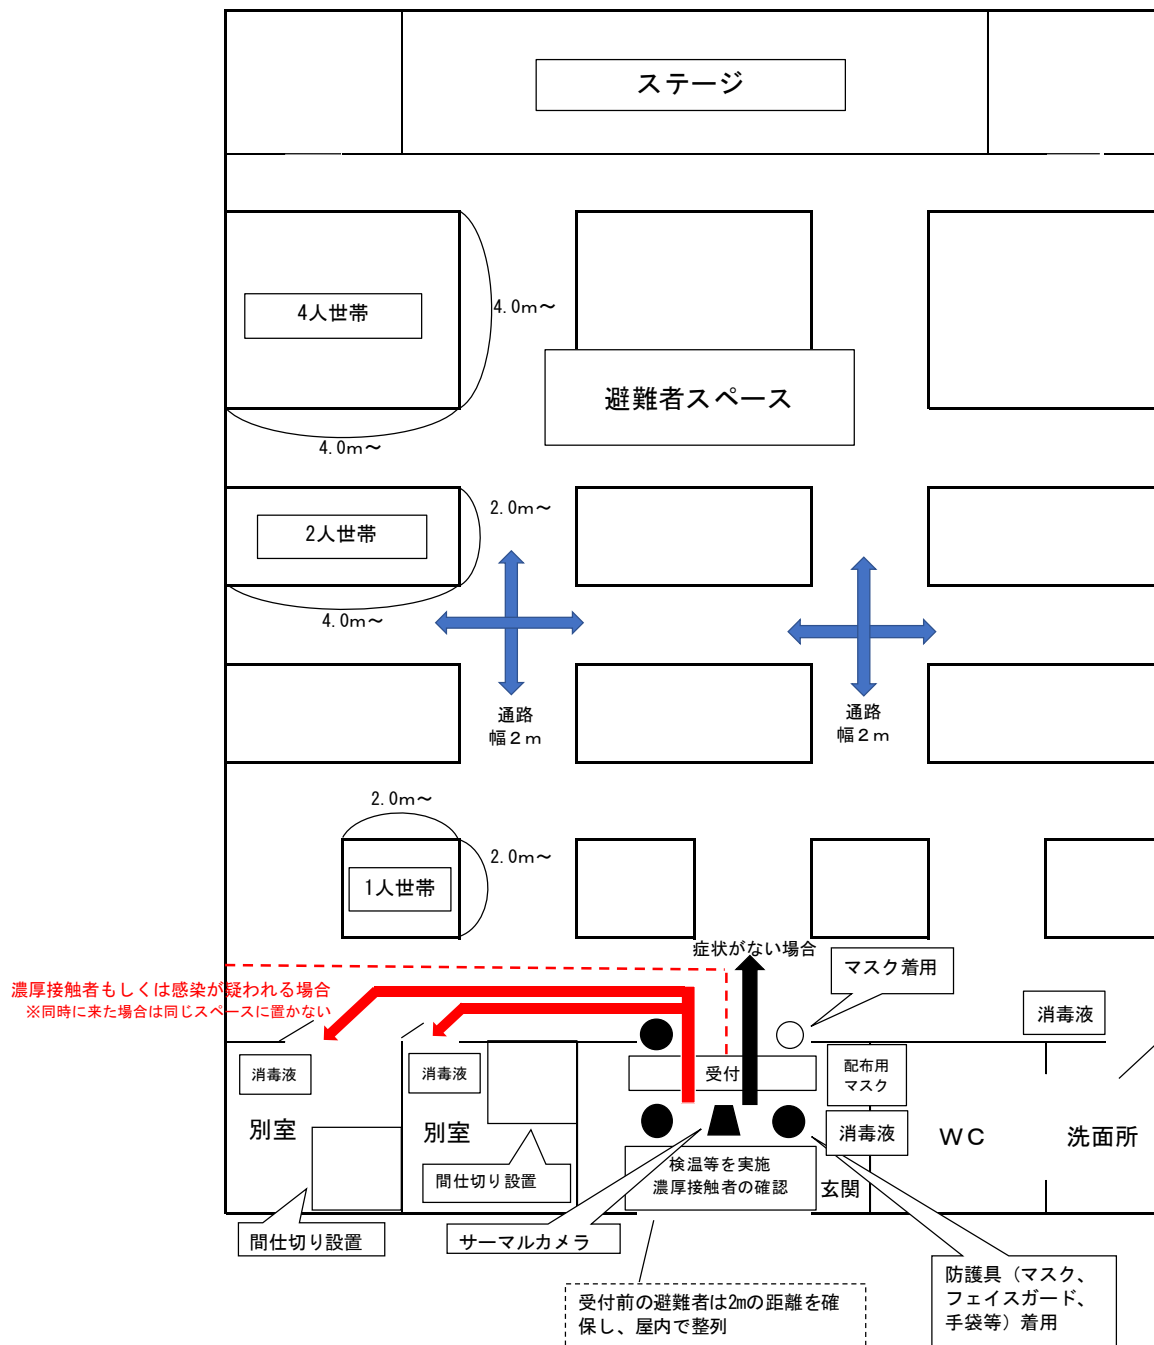 ステージ
4人世帯
4.0m～
避難者スペース
4.0m～
2人世帯
2.0m～
4.0m～
通路
幅２ｍ
通路
幅２ｍ
2.0m～
1人世帯
2.0m～
症状がない場合
マスク着用
濃厚接触者もしくは感染が疑われる場合
※同時に来た場合は同じスペースに置かない
消毒液
消毒液
消毒液
受付
配布用
マスク
別室
別室
消毒液
ＷＣ
洗面所
間仕切り設置
検温等を実施
濃厚接触者の確認
玄関
間仕切り設置
サーマルカメラ
受付前の避難者は2mの距離を確
保し、屋内で整列
防護具（マスク、
フェイスガード、
手袋等）着用